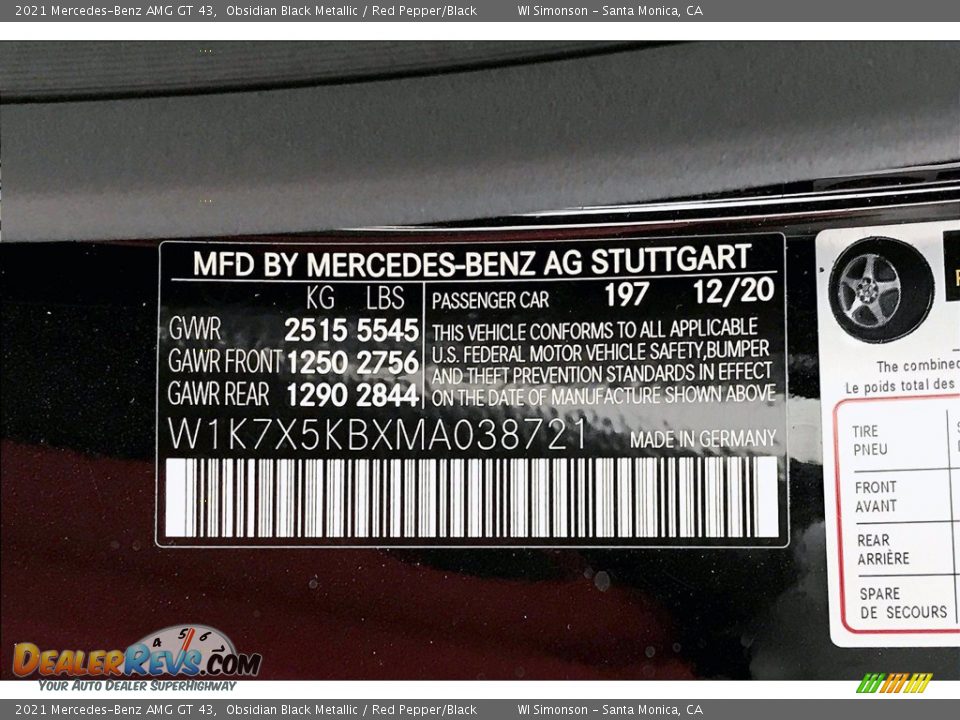 2021 Mercedes-Benz AMG GT 43, Obsidian Black Metallic / Red Pepper/Black WI Simonson - Santa Monica, CA
MFD BY MERCEDES-BENZ AG STUTTGART
KG LBS
GVWR 2515 5545
GAWR FRONT 1250 2756
GAWR REAR 1290 2844
PASSENGER CAR 197 12/20
THIS VEHICLE CONFORMS TO ALL APPLICABLE
U.S. FEDERAL MOTOR VEHICLE SAFETY,BUMPER
AND THEFT PREVENTION STANDARDS IN EFFECT
ON THE DATE OF MANUFACTURE SHOWN ABOVE
W1K7X5KBXMA038721 MADE IN GERMANY
The combined
Le poids total des
TIRE
PNEU
FRONT
AVANT
REAR
ARRIÈRE
SPARE
DE SECOURS
4 5 6
DEALERREVS.COM
YOUR AUTO DEALER SUPERHIGHWAY
2021 Mercedes-Benz AMG GT 43, Obsidian Black Metallic / Red Pepper/Black WI Simonson - Santa Monica, CA